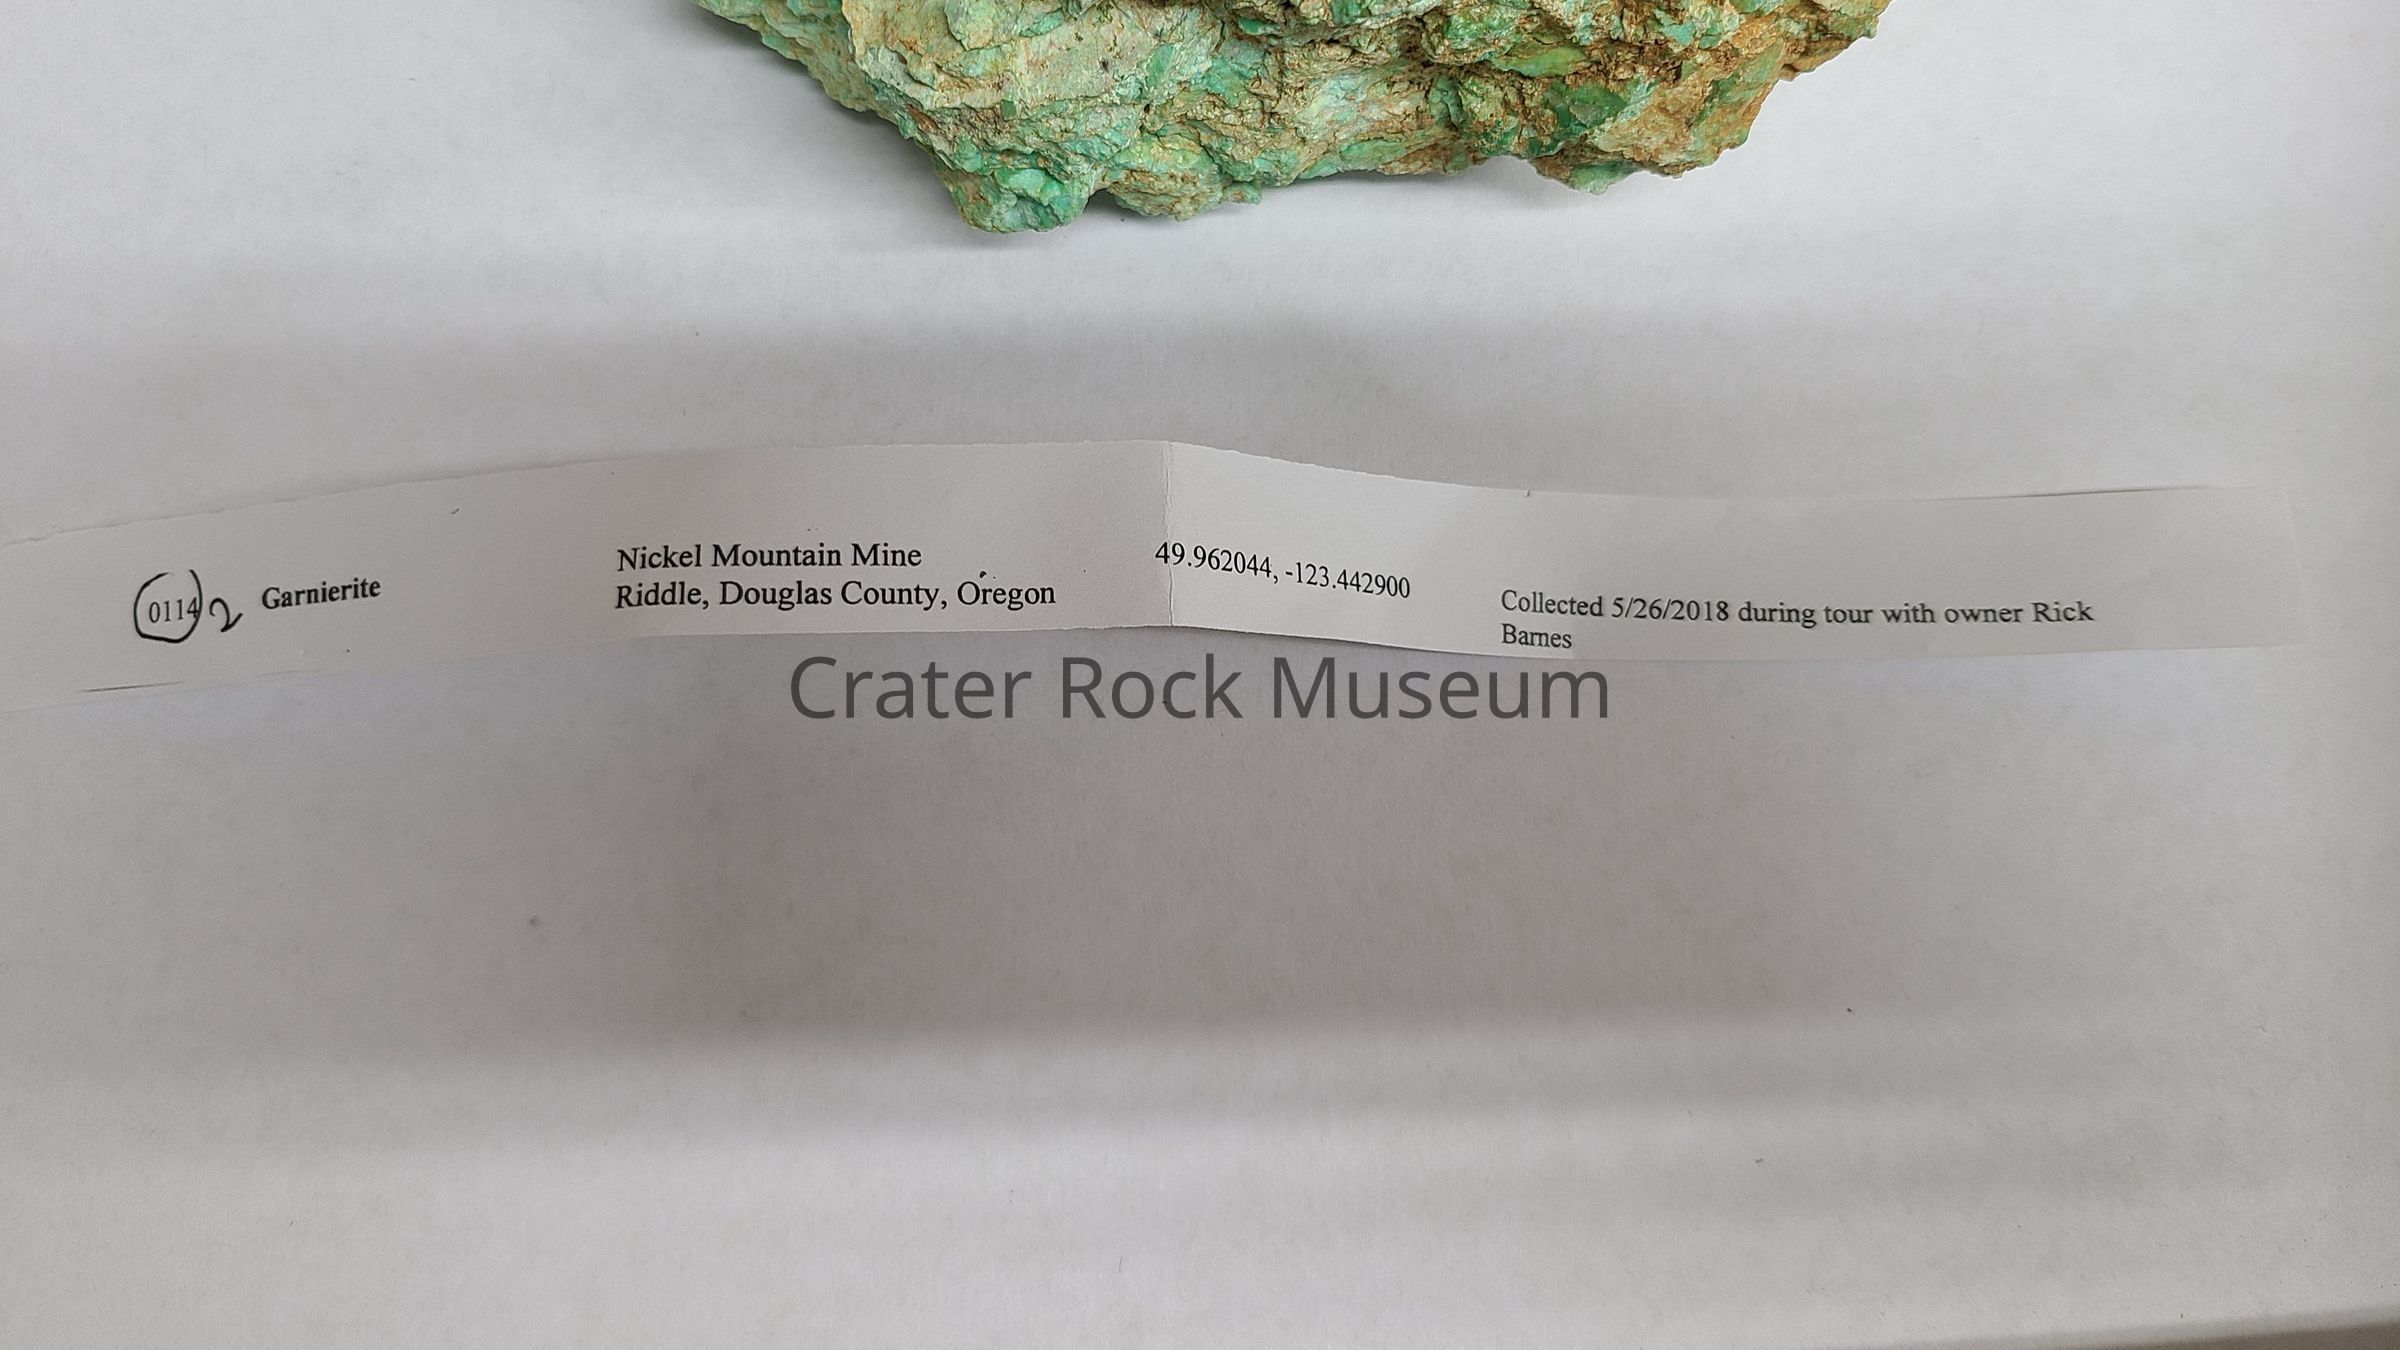 0114 2 Garnierite
Nickel Mountain Mine
Riddle, Douglas County, Oregon
49.962044, -123.442900
Collected 5/26/2018 during tour with owner Rick
Barnes
Crater Rock Museum